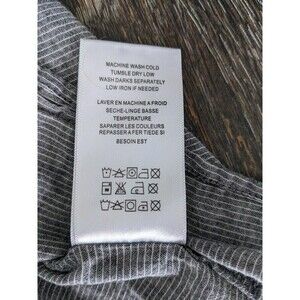 MACHINE WASH COLD
TUMBLE DRY LOW
WASH DARKS SEPARATELY
LOW IRON IF NEEDED
LAVER EN MACHINE A FROID
SÈCHE-LINGE BASSE
TEMPERATURE
SAPARER LES COULEURS
REPASSER A FER TIEDE SI
BESOIN EST